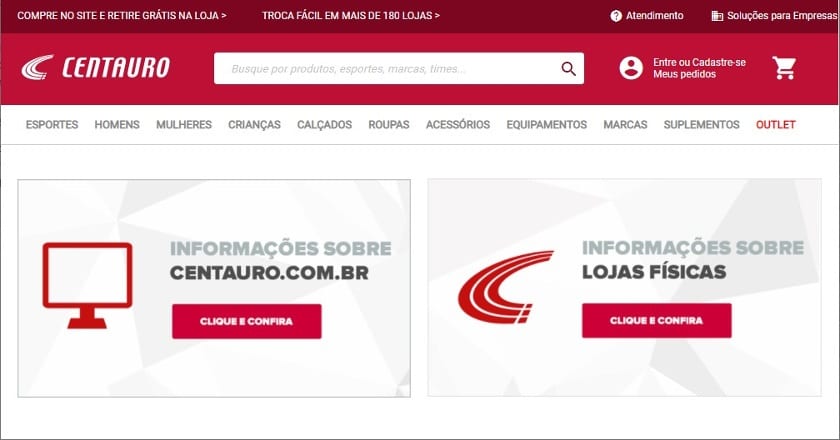 COMPRE NO SITE E RETIRE GRÁTIS NA LOJA >
TROCA FÁCIL EM MAIS DE 180 LOJAS >
Atendimento
Soluções para Empresas
CENTAURO
Busque por produtos, esportes, marcas, times...
Entre ou Cadastre-se
Meus pedidos
ESPORTES HOMENS MULHERES CRIANÇAS CALÇADOS ROUPAS ACESSÓRIOS EQUIPAMENTOS MARCAS SUPLEMENTOS OUTLET
INFORMAÇÕES SOBRE
CENTAURO.COM.BR
CLIQUE E CONFIRA
INFORMAÇÕES SOBRE
LOJAS FÍSICAS
CLIQUE E CONFIRA